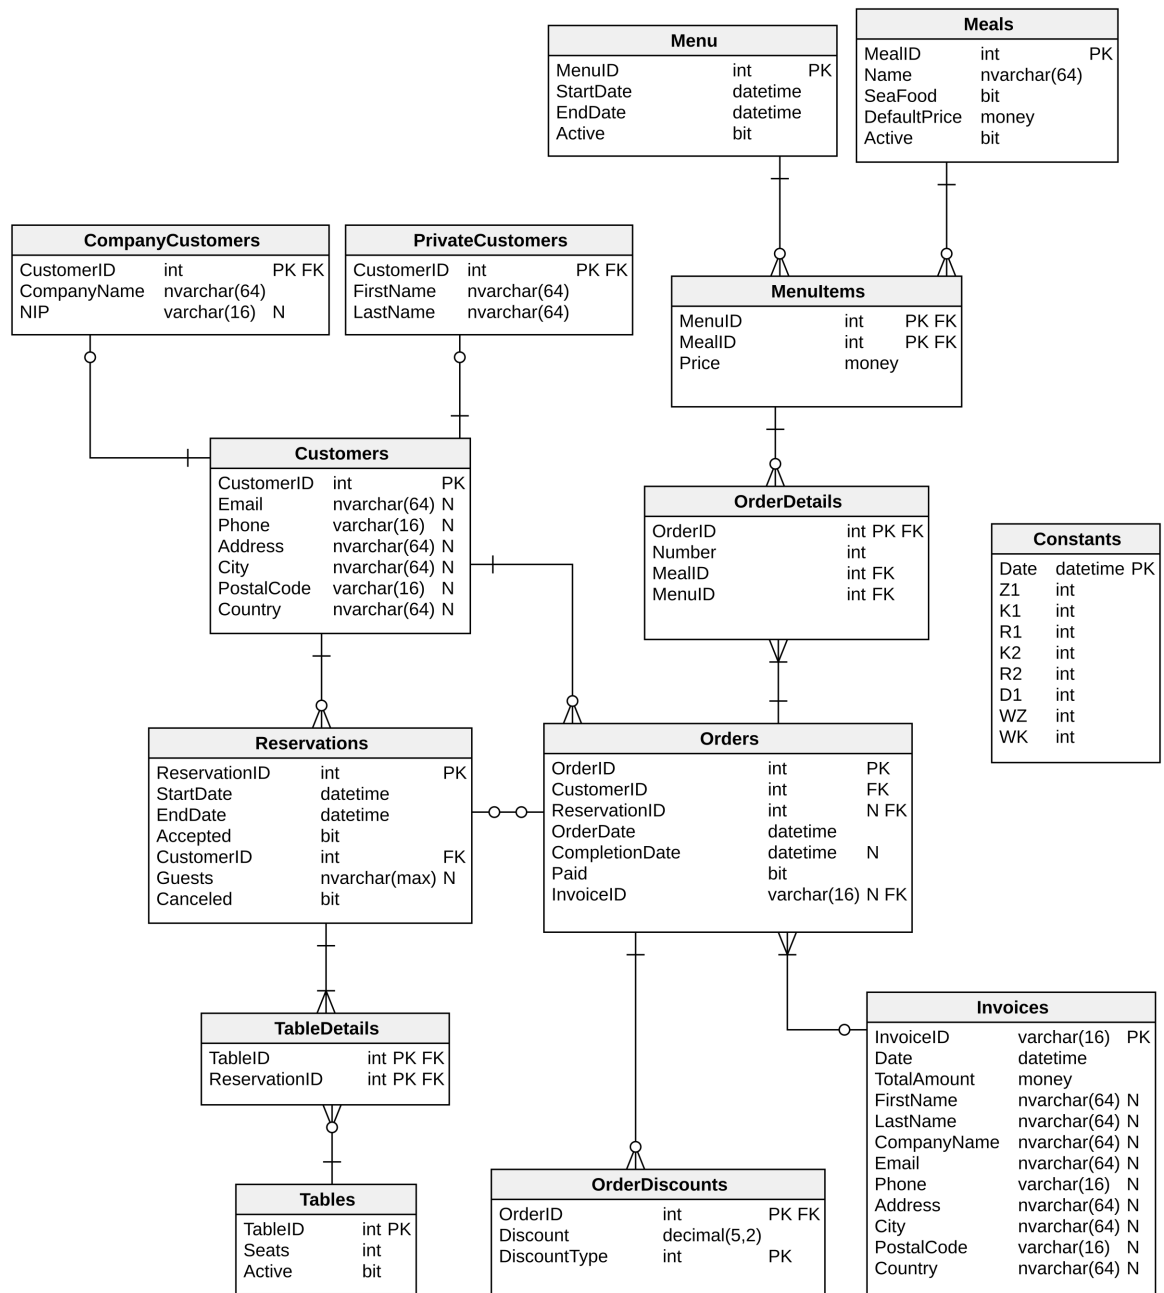 Menu
MenuID int PK
StartDate datetime
EndDate datetime
Active bit
Meals
MealID int PK
Name nvarchar(64)
SeaFood bit
DefaultPrice money
Active bit
CompanyCustomers
CustomerID int PK FK
CompanyName nvarchar(64)
NIP varchar(16) N
PrivateCustomers
CustomerID int PK FK
FirstName nvarchar(64)
LastName nvarchar(64)
MenuItems
MenuID int PK FK
MealID int PK FK
Price money
Customers
CustomerID int PK
Email nvarchar(64) N
Phone varchar(16) N
Address nvarchar(64) N
City nvarchar(64) N
PostalCode varchar(16) N
Country nvarchar(64) N
OrderDetails
OrderID int PK FK
Number int
MealID int FK
MenuID int FK
Constants
Date datetime PK
Z1 int
K1 int
R1 int
K2 int
R2 int
D1 int
WZ int
WK int
Reservations
ReservationID int PK
StartDate datetime
EndDate datetime
Accepted bit
CustomerID int FK
Guests nvarchar(max) N
Canceled bit
Orders
OrderID int PK
CustomerID int FK
ReservationID int N FK
OrderDate datetime
CompletionDate datetime N
Paid bit
InvoiceID varchar(16) N FK
TableDetails
TableID int PK FK
ReservationID int PK FK
Invoices
InvoiceID varchar(16) PK
Date datetime
TotalAmount money
FirstName nvarchar(64) N
LastName nvarchar(64) N
CompanyName nvarchar(64) N
Email nvarchar(64) N
Phone varchar(16) N
Address nvarchar(64) N
City nvarchar(64) N
PostalCode varchar(16) N
Country nvarchar(64) N
Tables
TableID int PK
Seats int
Active bit
OrderDiscounts
OrderID int PK FK
Discount decimal(5,2)
DiscountType int PK